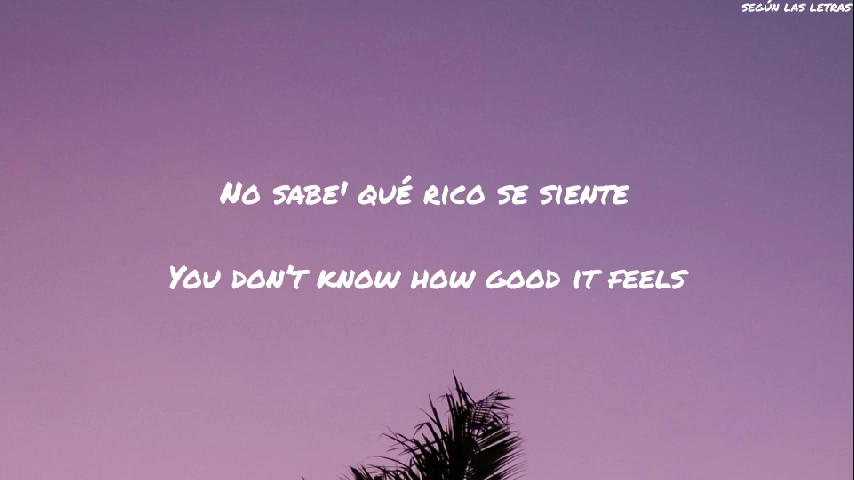 SEGÚN LAS LETRAS
No sabe' qué rico se siente
You don't know how good it feels